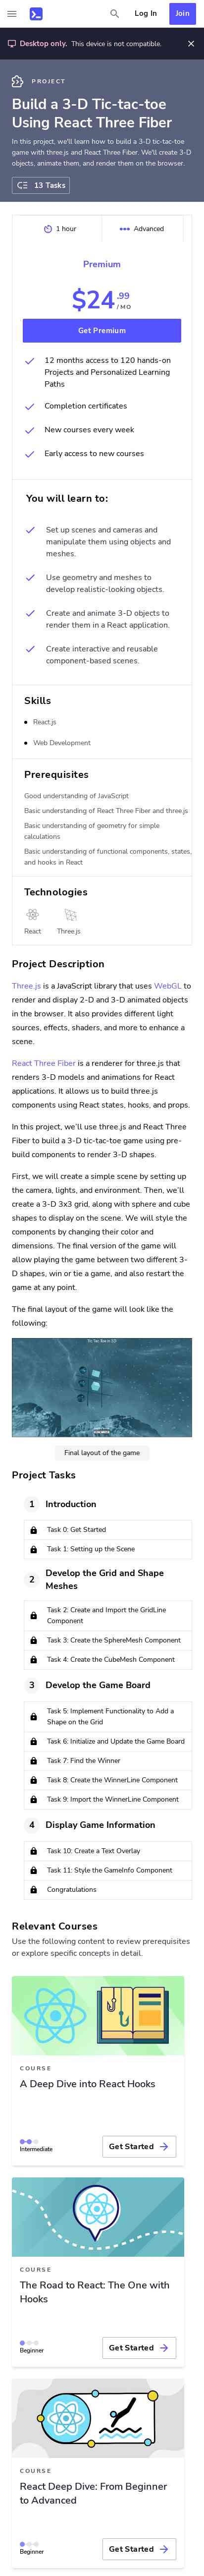 Log In
Join
Desktop only. This device is not compatible.
PROJECT
Build a 3-D Tic-tac-toe
Using React Three Fiber
In this project, we'll learn how to build a 3-D tic-tac-toe
game with three.js and React Three Fiber. We'll create 3-D
objects, animate them, and render them on the browser.
13 Tasks
1 hour
Advanced
Premium
$24.99
/MO
Get Premium
12 months access to 120 hands-on
Projects and Personalized Learning
Paths
Completion certificates
New courses every week
Early access to new courses
You will learn to:
Set up scenes and cameras and
manipulate them using objects and
meshes.
Use geometry and meshes to
develop realistic-looking objects.
Create and animate 3-D objects to
render them in a React application.
Create interactive and reusable
component-based scenes.
Skills
React.js
Web Development
Prerequisites
Good understanding of JavaScript
Basic understanding of React Three Fiber and three.js
Basic understanding of geometry for simple
calculations
Basic understanding of functional components, states,
and hooks in React
Technologies
React
Three.js
Project Description
Three.js is a JavaScript library that uses WebGL to
render and display 2-D and 3-D animated objects
in the browser. It also provides different light
sources, effects, shaders, and more to enhance a
scene.
React Three Fiber is a renderer for three.js that
renders 3-D models and animations for React
applications. It allows us to build three.js
components using React states, hooks, and props.
In this project, we'll use three.js and React Three
Fiber to build a 3-D tic-tac-toe game using pre-
build components to render 3-D shapes.
First, we will create a simple scene by setting up
the camera, lights, and environment. Then, we'll
create a 3-D 3x3 grid, along with sphere and cube
shapes to display on the scene. We will style the
components by changing their color and
dimensions. The final version of the game will
allow playing the game between two different 3-
D shapes, win or tie a game, and also restart the
game at any point.
The final layout of the game will look like the
following:
Final layout of the game
Project Tasks
1
Introduction
Task 0: Get Started
Task 1: Setting up the Scene
2
Develop the Grid and Shape
Meshes
Task 2: Create and Import the GridLine
Component
Task 3: Create the SphereMesh Component
Task 4: Create the CubeMesh Component
3
Develop the Game Board
Task 5: Implement Functionality to Add a
Shape on the Grid
Task 6: Initialize and Update the Game Board
Task 7: Find the Winner
Task 8: Create the WinnerLine Component
Task 9: Import the WinnerLine Component
4
Display Game Information
Task 10: Create a Text Overlay
Task 11: Style the GameInfo Component
Congratulations
Relevant Courses
Use the following content to review prerequisites
or explore specific concepts in detail.
COURSE
A Deep Dive into React Hooks
Intermediate
Get Started
COURSE
The Road to React: The One with
Hooks
Beginner
Get Started
COURSE
React Deep Dive: From Beginner
to Advanced
Beginner
Get Started